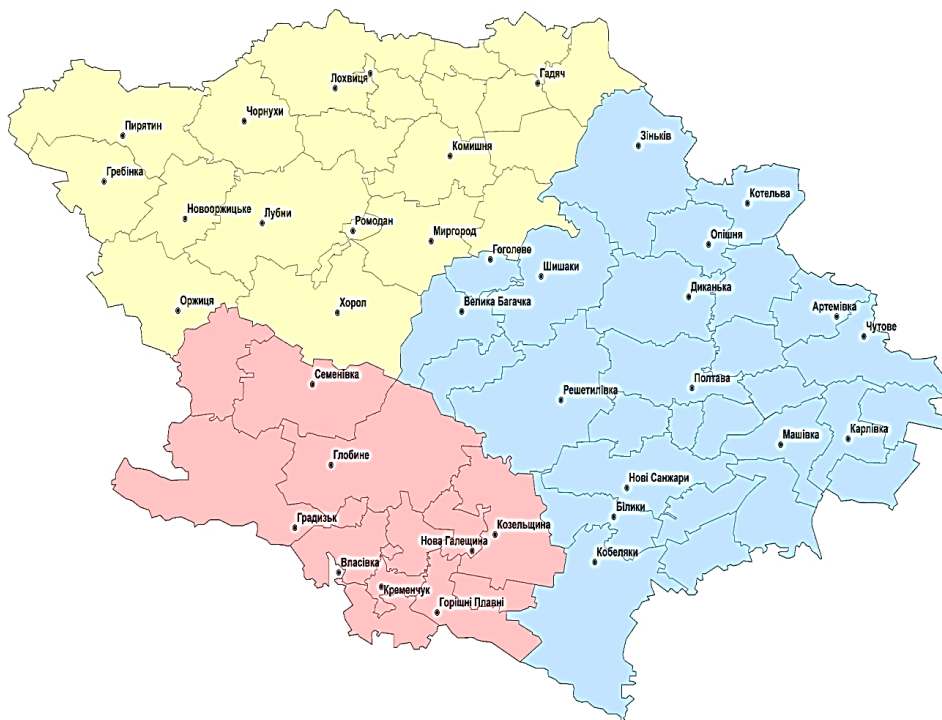 Лохвиця
Гадяч
Чорнухи
Пирятин
Зіньків
Комишня
Гребінка
Котельва
Новооржицьке
Лубни
Ромодан
Миргород
Опішня
Гоголеве
Шишаки
Диканька
Оржиця
Хорол
Велика Багачка
Артемівка
Чутове
Семенівка
Полтава
Решетилівка
Машівка
Карлівка
Глобине
Нові Санжари
Градизьк
Козельщина
Білики
Нова Галещина
Кобеляки
Власівка
Кременчук
Горішні Плавні